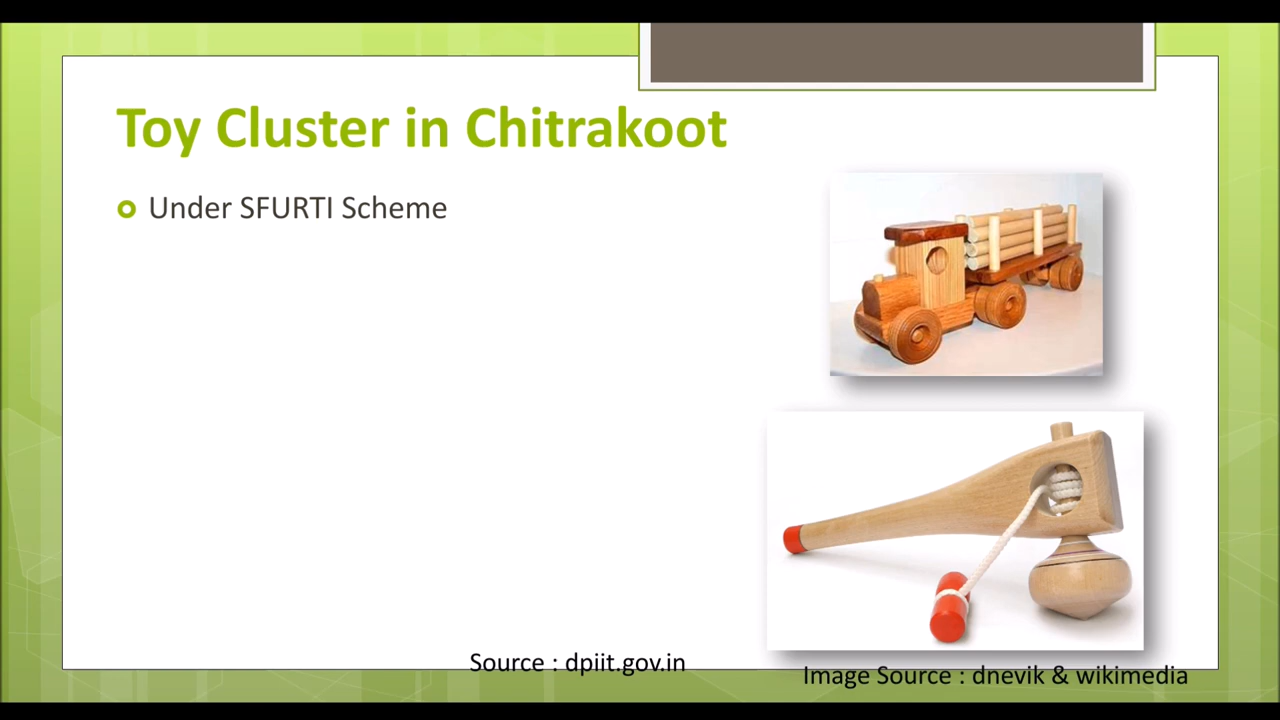 Toy Cluster in Chitrakoot
Under SFURTI Scheme
Source : dpiit.gov.in
Image Source : dnevik & wikimedia